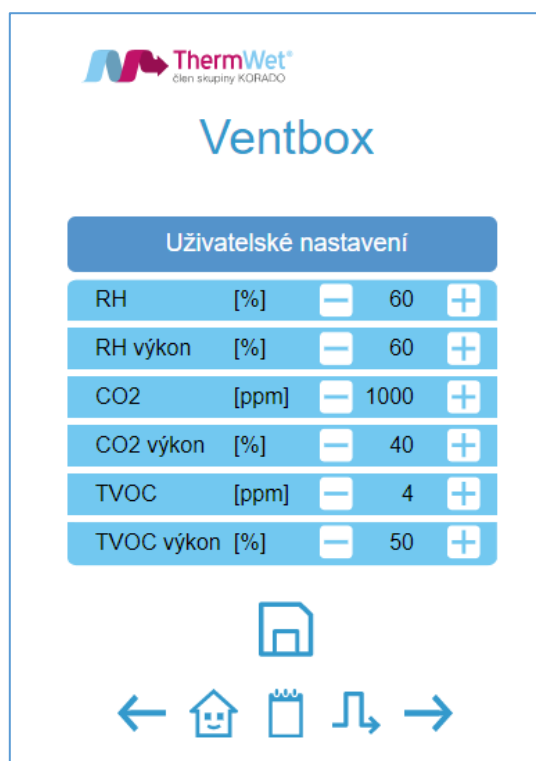 ThermWet®
člen skupiny KORADO
Ventbox
Uživatelské nastavení
RH [%] 60
RH výkon [%] 60
CO2 [ppm] 1000
CO2 výkon [%] 40
TVOC [ppm] 4
TVOC výkon [%] 50